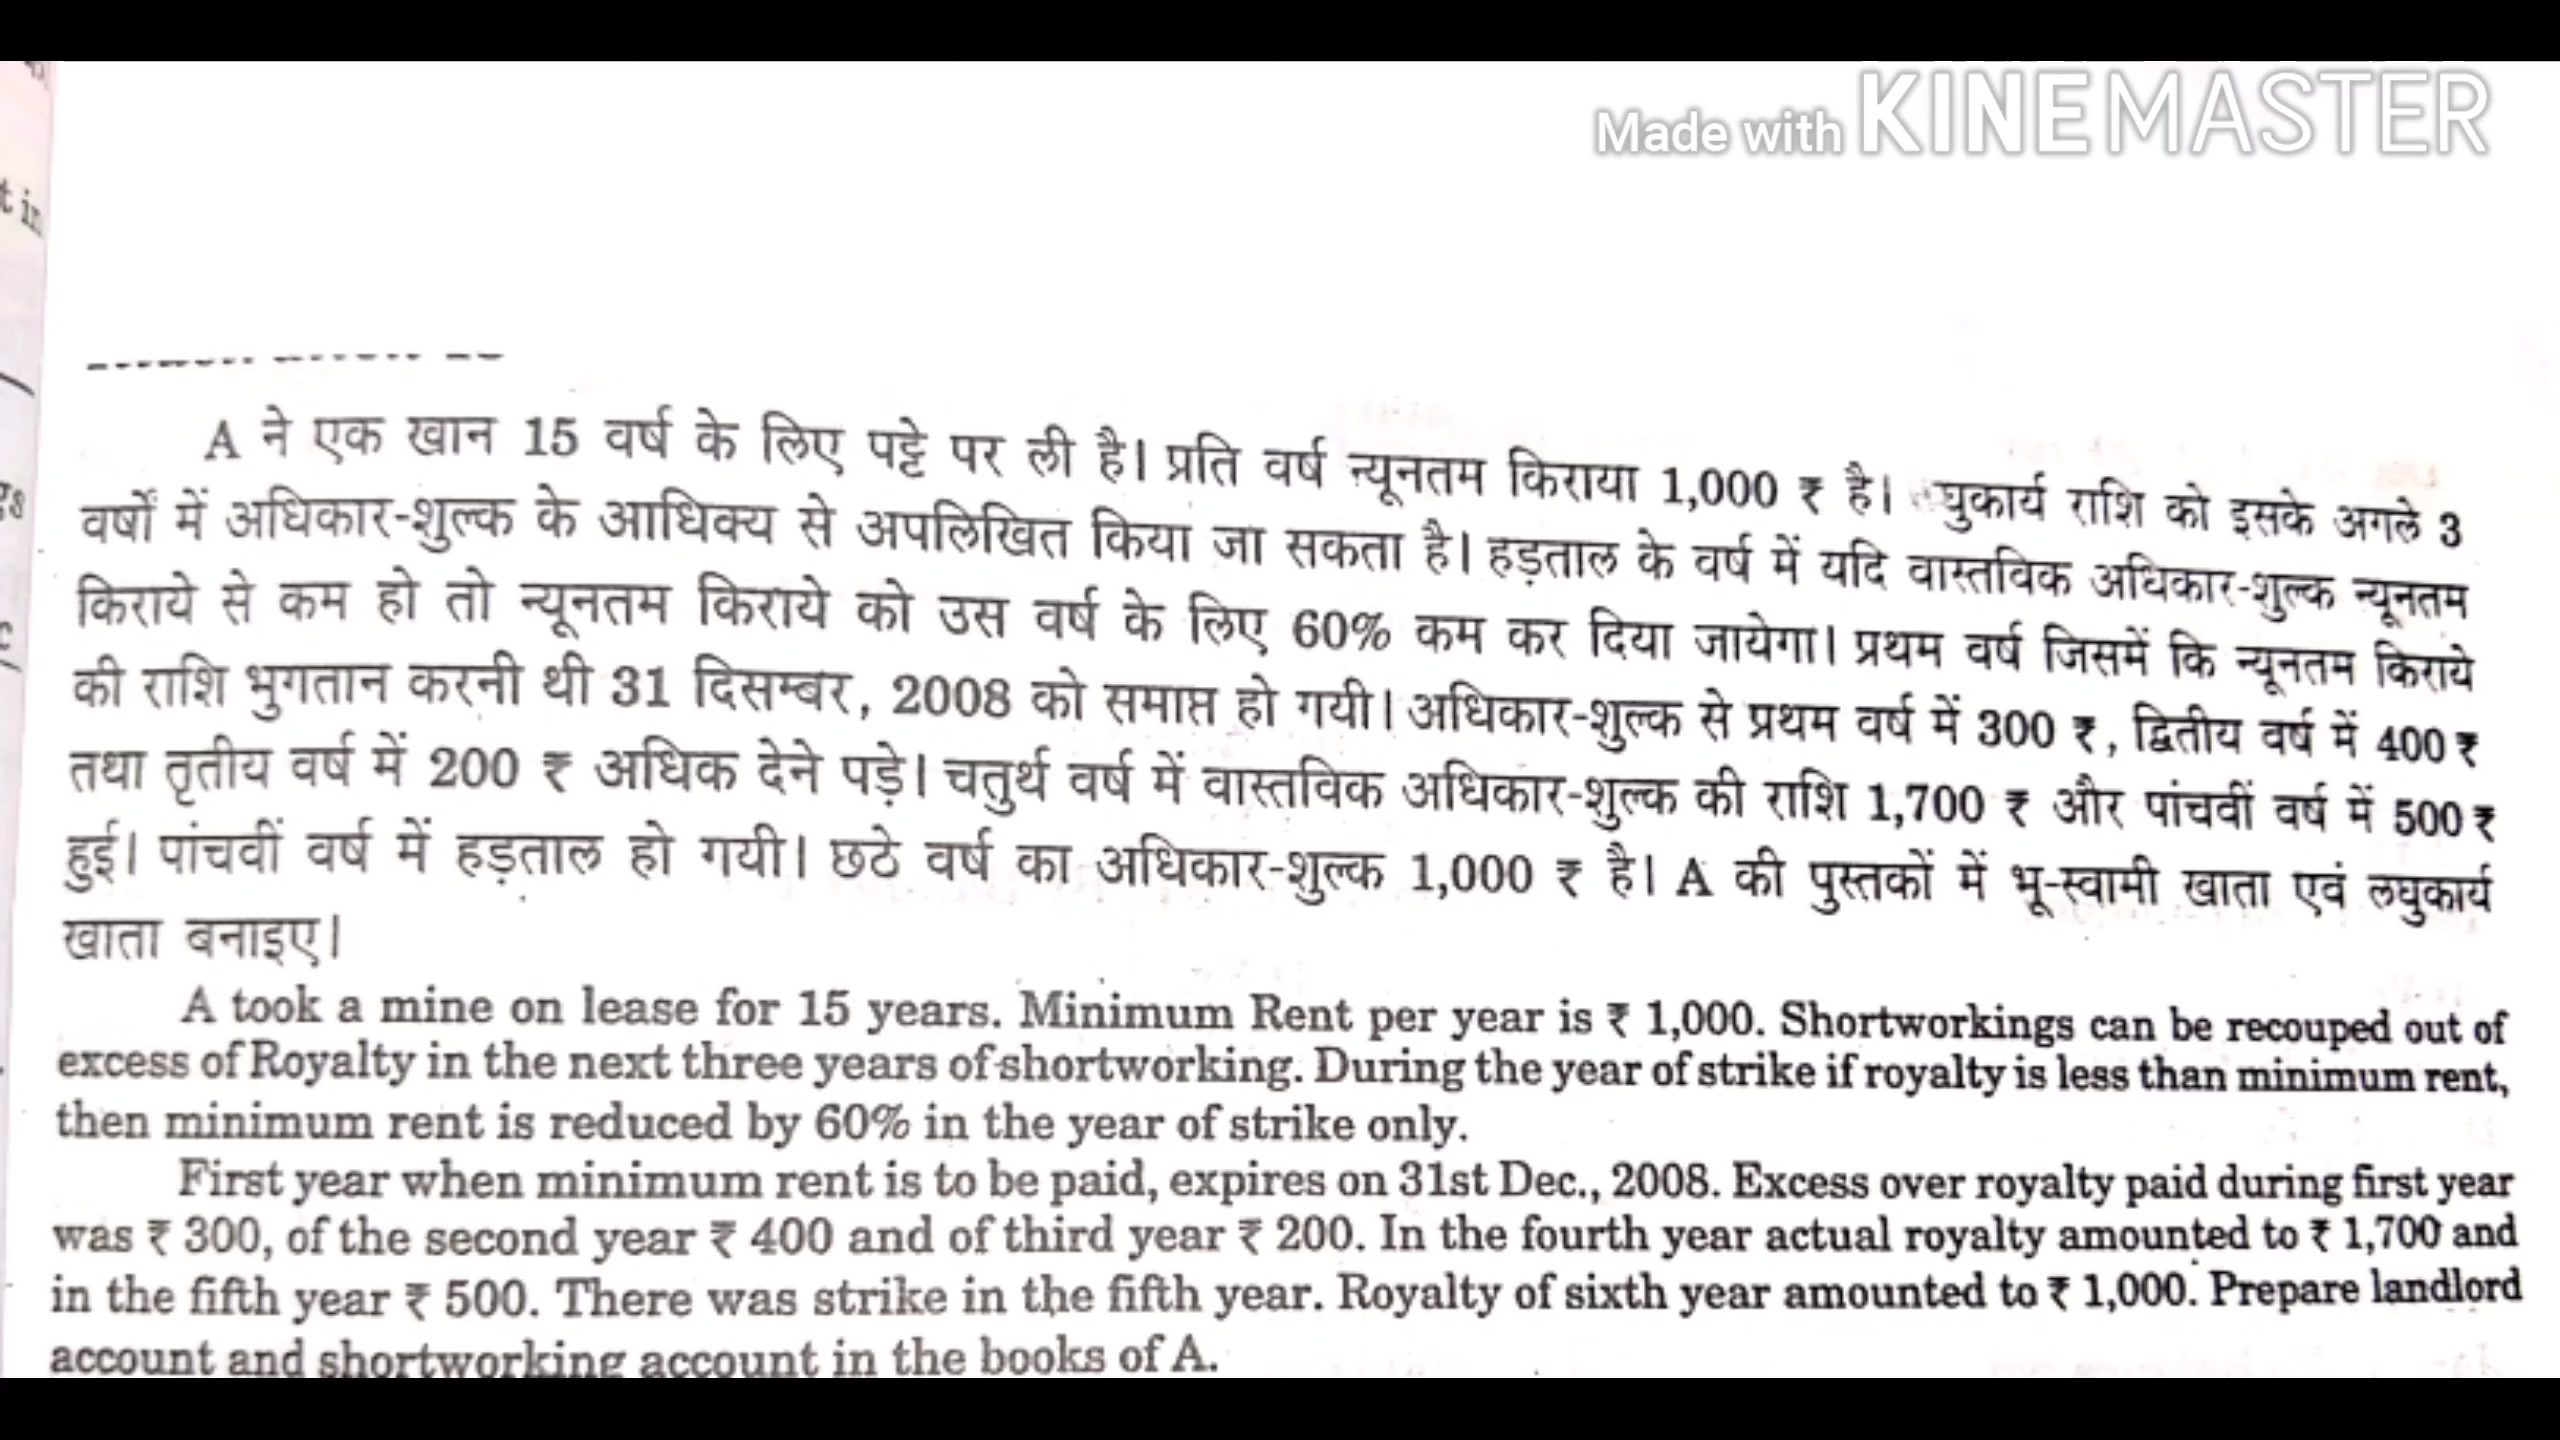 Made with KINEMASTER
t in
A ने एक खान 15 वर्ष के लिए पट्टे पर ली है। प्रति वर्ष न्यूनतम किराया 1,000 ₹ है। घुकार्य राशि को इसके अगले 3
वर्षों में अधिकार-शुल्क के आधिक्य से अपलिखित किया जा सकता है। हड़ताल के वर्ष में यदि वास्तविक अधिकार-शुल्क न्यूनतम
किराये से कम हो तो न्यूनतम किराये को उस वर्ष के लिए 60% कम कर दिया जायेगा। प्रथम वर्ष जिसमें कि न्यूनतम किराये
की राशि भुगतान करनी थी 31 दिसम्बर, 2008 को समाप्त हो गयी। अधिकार-शुल्क से प्रथम वर्ष में 300 ₹, द्वितीय वर्ष में 400 ₹
तथा तृतीय वर्ष में 200 ₹ अधिक देने पड़े। चतुर्थ वर्ष में वास्तविक अधिकार-शुल्क की राशि 1,700 ₹ और पांचवीं वर्ष में 500 ₹
हुई। पांचवीं वर्ष में हड़ताल हो गयी। छठे वर्ष का अधिकार-शुल्क 1,000 ₹ है। A की पुस्तकों में भू-स्वामी खाता एवं लघुकार्य
खाता बनाइए।
A took a mine on lease for 15 years. Minimum Rent per year is ₹ 1,000. Shortworkings can be recouped out of
excess of Royalty in the next three years of shortworking. During the year of strike if royalty is less than minimum rent,
then minimum rent is reduced by 60% in the year of strike only.
First year when minimum rent is to be paid, expires on 31st Dec., 2008. Excess over royalty paid during first year
was ₹ 300, of the second year ₹ 400 and of third year ₹ 200. In the fourth year actual royalty amounted to ₹ 1,700 and
in the fifth year ₹ 500. There was strike in the fifth year. Royalty of sixth year amounted to ₹ 1,000. Prepare landlord
account and shortworking account in the books of A.